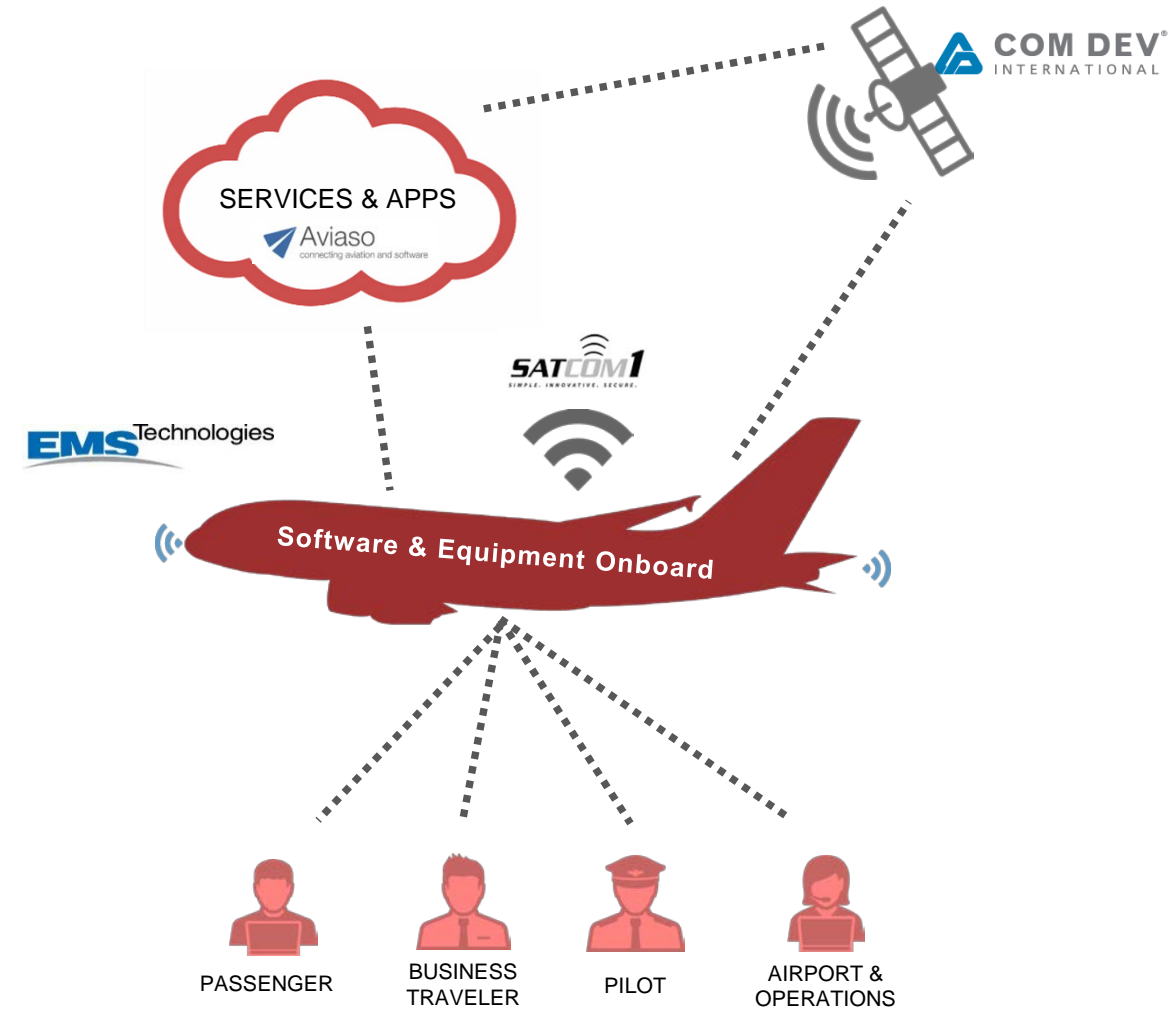 COM DEV®
INTERNATIONAL
SERVICES & APPS
Aviaso
connecting aviation and software
SATCOM1
SIMPLE. INNOVATIVE. SECURE.
EMS Technologies
Software & Equipment Onboard
PASSENGER
BUSINESS
TRAVELER
PILOT
AIRPORT &
OPERATIONS